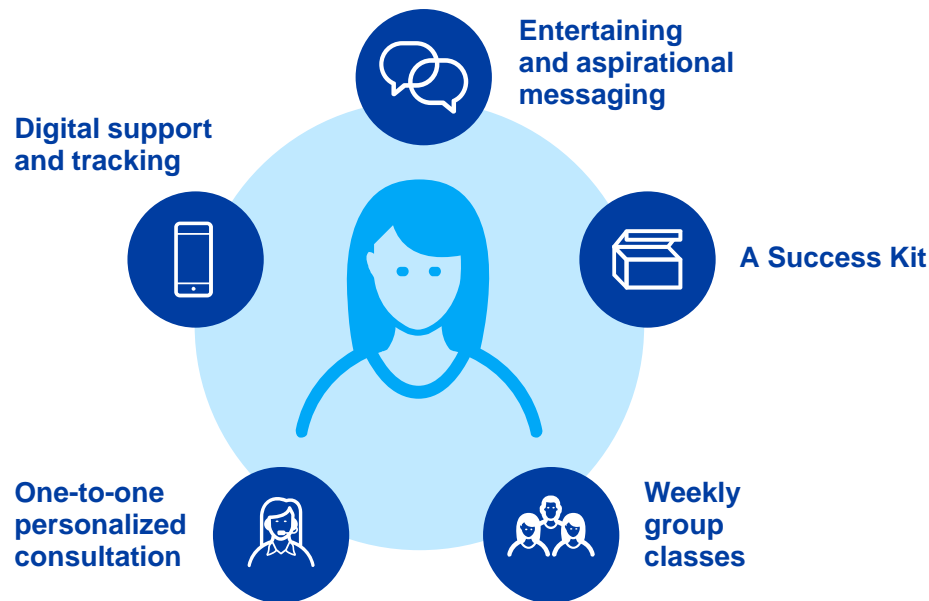 Entertaining
and aspirational
messaging
Digital support
and tracking
A Success Kit
One-to-one
personalized
consultation
Weekly
group
classes